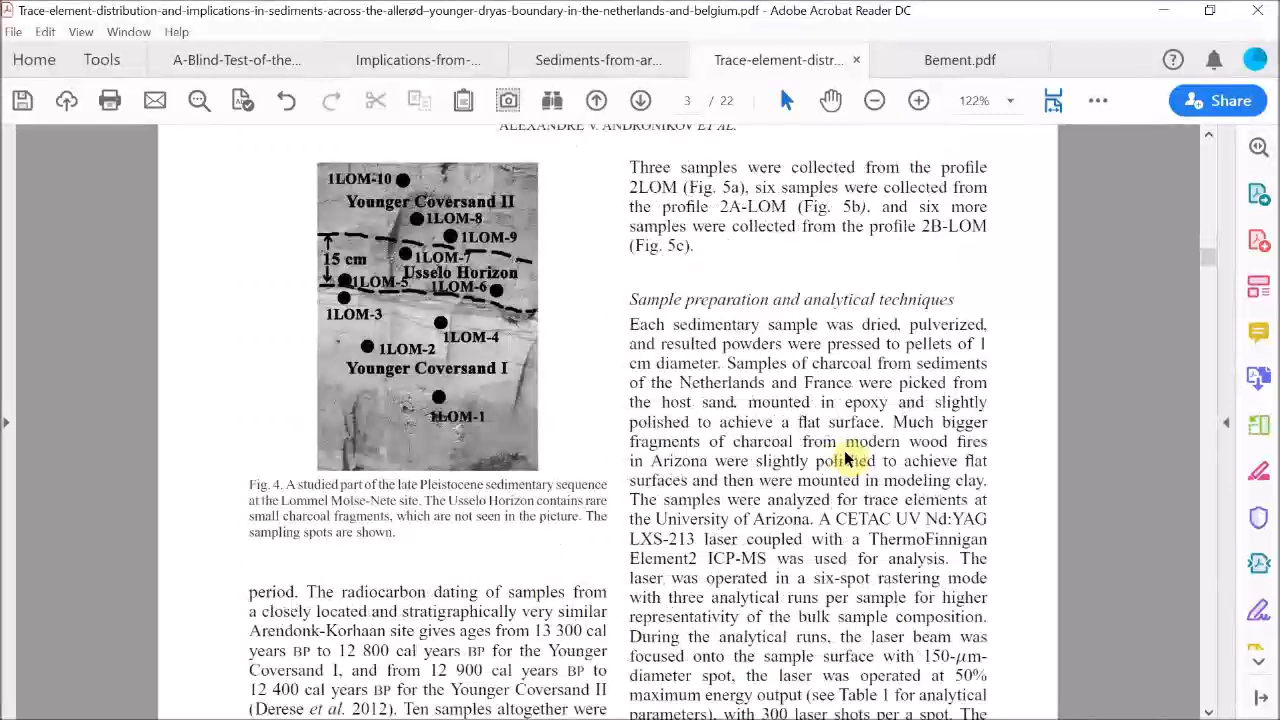 Trace-element-distribution-and-implications-in-sediments-across-the-allerød–younger-dryas-boundary-in-the-netherlands-and-belgium.pdf - Adobe Acrobat Reader DC
File Edit View Window Help
Home Tools A-Blind-Test-of-the... Implications-from-... Sediments-from-ar... Trace-element-distr... × Bement.pdf
3 / 22 122% Share
ALEXANDRE V. ANDRONIKOV ET AL.
1LOM-10
Younger Coversand II
1LOM-8
1LOM-9
15 cm
1LOM-7
Usselo Horizon
1LOM-5
1LOM-6
1LOM-3
1LOM-4
1LOM-2
Younger Coversand I
1LOM-1
Fig. 4. A studied part of the late Pleistocene sedimentary sequence
at the Lommel Moise-Nete site. The Usselo Horizon contains rare
small charcoal fragments, which are not seen in the picture. The
sampling spots are shown.
period. The radiocarbon dating of samples from
a closely located and stratigraphically very similar
Arendonk-Korhaan site gives ages from 13 300 cal
years BP to 12 800 cal years BP for the Younger
Coversand I, and from 12 900 cal years BP to
12 400 cal years BP for the Younger Coversand II
(Derese et al. 2012). Ten samples altogether were
Three samples were collected from the profile
2LOM (Fig. 5a), six samples were collected from
the profile 2A-LOM (Fig. 5b), and six more
samples were collected from the profile 2B-LOM
(Fig. 5c).
Sample preparation and analytical techniques
Each sedimentary sample was dried, pulverized,
and resulted powders were pressed to pellets of 1
cm diameter. Samples of charcoal from sediments
of the Netherlands and France were picked from
the host sand, mounted in epoxy and slightly
polished to achieve a flat surface. Much bigger
fragments of charcoal from modern wood fires
in Arizona were slightly polished to achieve flat
surfaces and then were mounted in modeling clay.
The samples were analyzed for trace elements at
the University of Arizona. A CETAC UV Nd:YAG
LXS-213 laser coupled with a ThermoFinnigan
Element2 ICP-MS was used for analysis. The
laser was operated in a six-spot rastering mode
with three analytical runs per sample for higher
representativity of the bulk sample composition.
During the analytical runs, the laser beam was
focused onto the sample surface with 150-μm-
diameter spot, the laser was operated at 50%
maximum energy output (see Table 1 for analytical
parameters), with 300 laser shots per a spot. The